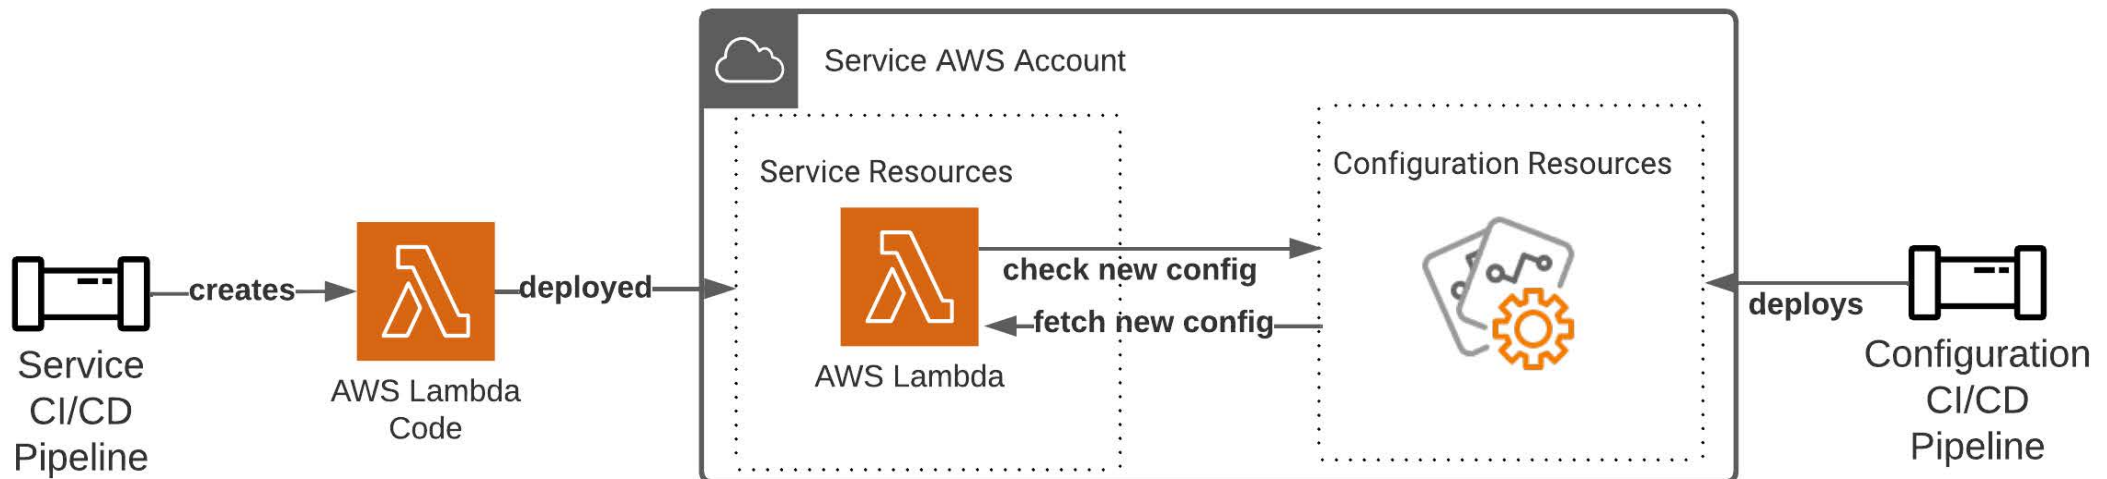 Service AWS Account
Service Resources
Configuration Resources
creates
deployed
check new config
fetch new config
deploys
AWS Lambda
AWS Lambda
Code
Service
CI/CD
Pipeline
Configuration
CI/CD
Pipeline